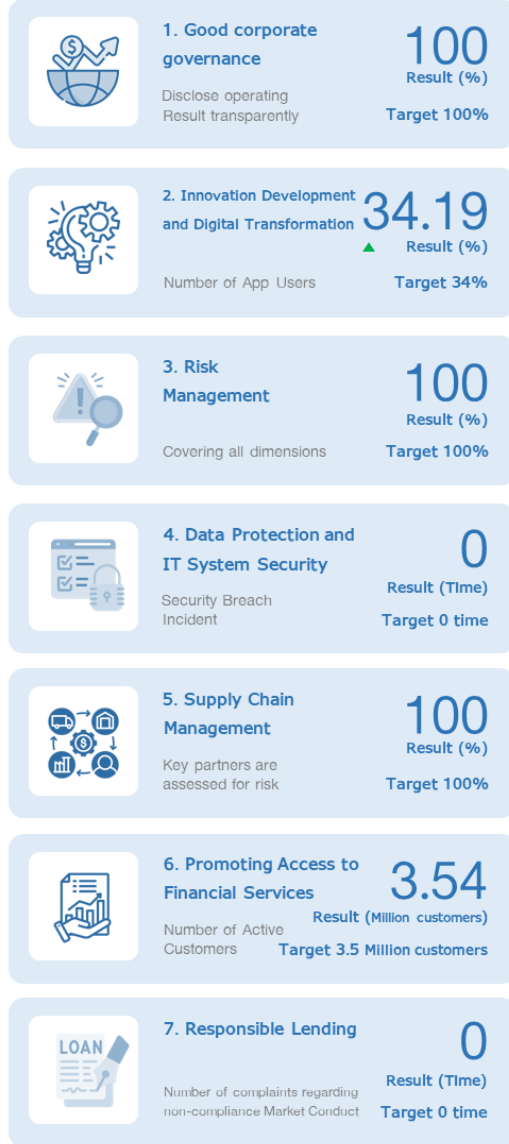 1. Good corporate
governance
100
Result (%)
Disclose operating
Result transparently
Target 100%
2. Innovation Development
and Digital Transformation
34.19
Result (%)
Number of App Users
Target 34%
3. Risk
Management
100
Result (%)
Covering all dimensions
Target 100%
4. Data Protection and
IT System Security
0
Result (TIme)
Security Breach
Incident
Target 0 time
5. Supply Chain
Management
100
Result (%)
Key partners are
assessed for risk
Target 100%
6. Promoting Access to
Financial Services
3.54
Result (Million customers)
Number of Active
Customers
Target 3.5 Million customers
LOAN
7. Responsible Lending
0
Result (TIme)
Number of complaints regarding
non-compliance Market Conduct
Target 0 time